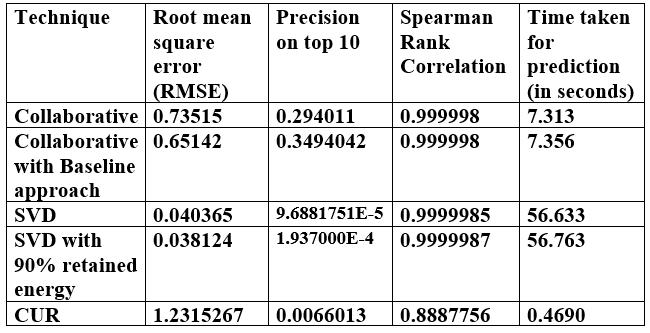 Technique Root mean square error (RMSE) Precision on top 10 Spearman Rank Correlation Time taken for prediction (in seconds)
Collaborative 0.73515 0.294011 0.999998 7.313
Collaborative with Baseline approach 0.65142 0.3494042 0.999998 7.356
SVD 0.040365 9.6881751E-5 0.9999985 56.633
SVD with 90% retained energy 0.038124 1.937000E-4 0.9999987 56.763
CUR 1.2315267 0.0066013 0.8887756 0.4690